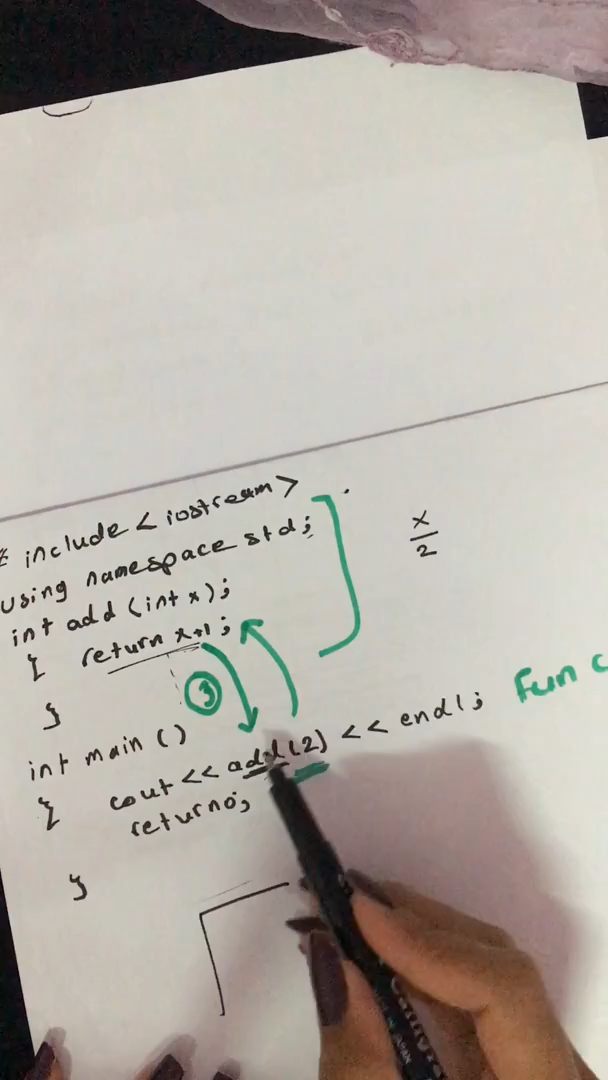 # include < iostream >
using namespace std;
int add (int x);
{ return x+1;
}
int main ()
{ cout << add(2) << endl;
return 0;
}
x
2
3
Func